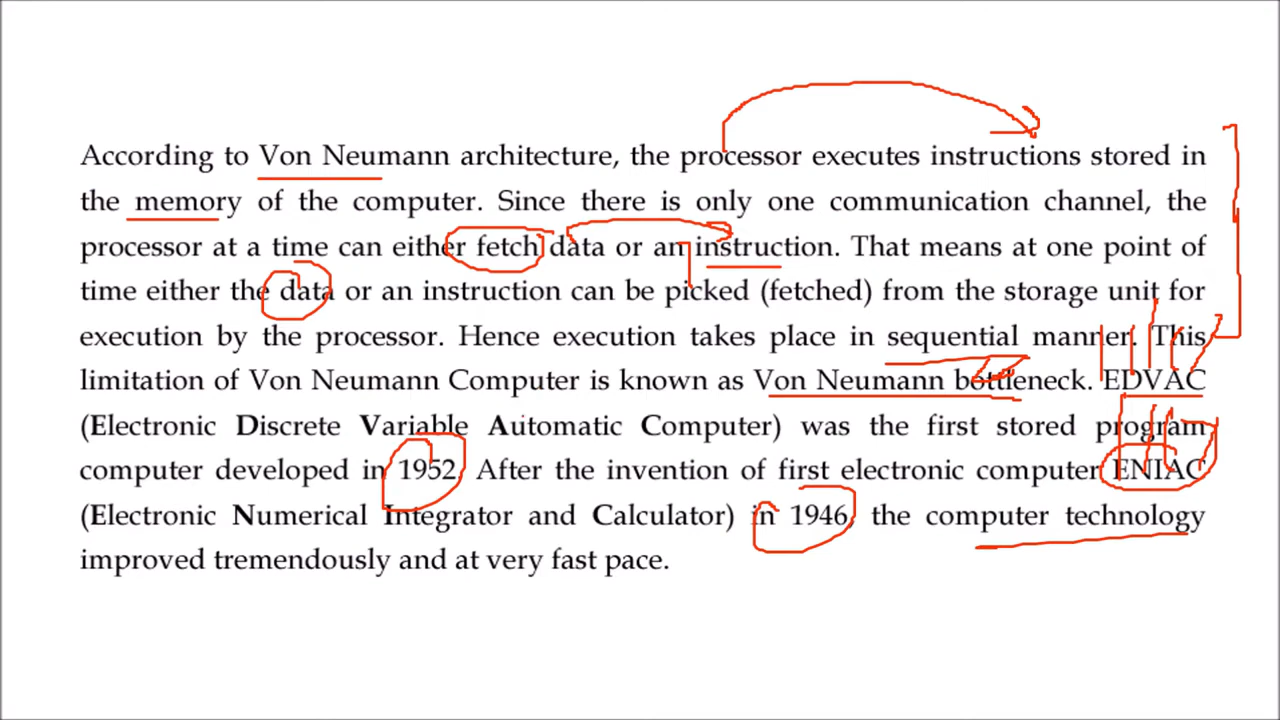 According to Von Neumann architecture, the processor executes instructions stored in
the memory of the computer. Since there is only one communication channel, the
processor at a time can either fetch data or an instruction. That means at one point of
time either the data or an instruction can be picked (fetched) from the storage unit for
execution by the processor. Hence execution takes place in sequential manner. This
limitation of Von Neumann Computer is known as Von Neumann bottleneck. EDVAC
(Electronic Discrete Variable Automatic Computer) was the first stored program
computer developed in 1952. After the invention of first electronic computer ENIAC
(Electronic Numerical Integrator and Calculator) in 1946, the computer technology
improved tremendously and at very fast pace.